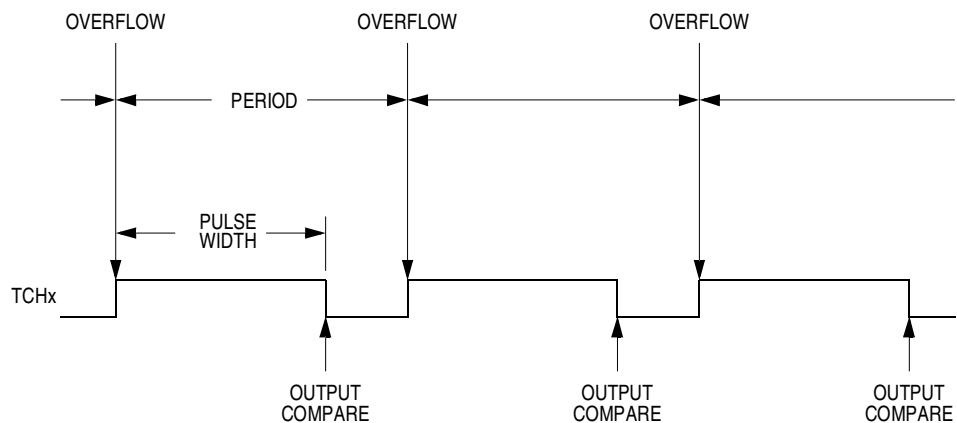 OVERFLOW OVERFLOW OVERFLOW
PERIOD
PULSE
WIDTH
TCHx
OUTPUT
COMPARE
OUTPUT
COMPARE
OUTPUT
COMPARE